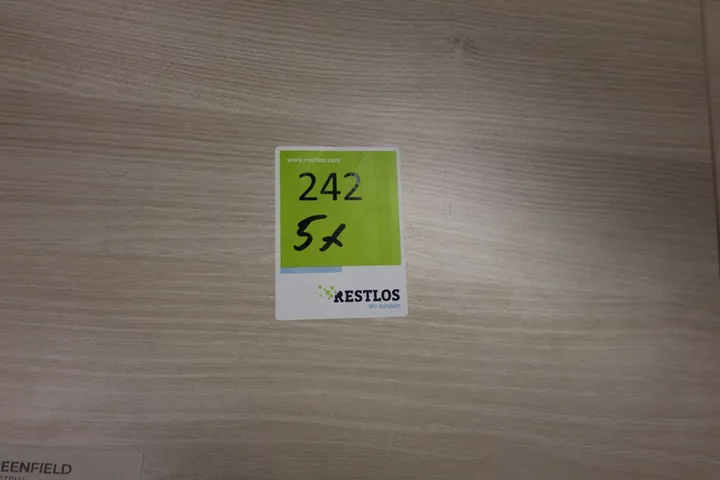 www.restlos.com
242
5x
RESTLOS
Wir handeln.
EENFIELD